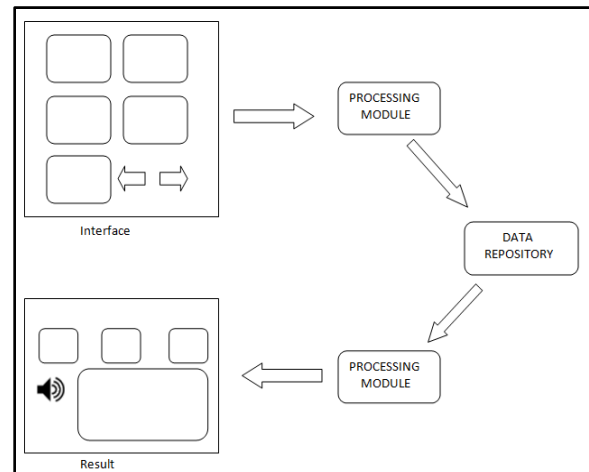 PROCESSING
MODULE
Interface
DATA
REPOSITORY
PROCESSING
MODULE
Result